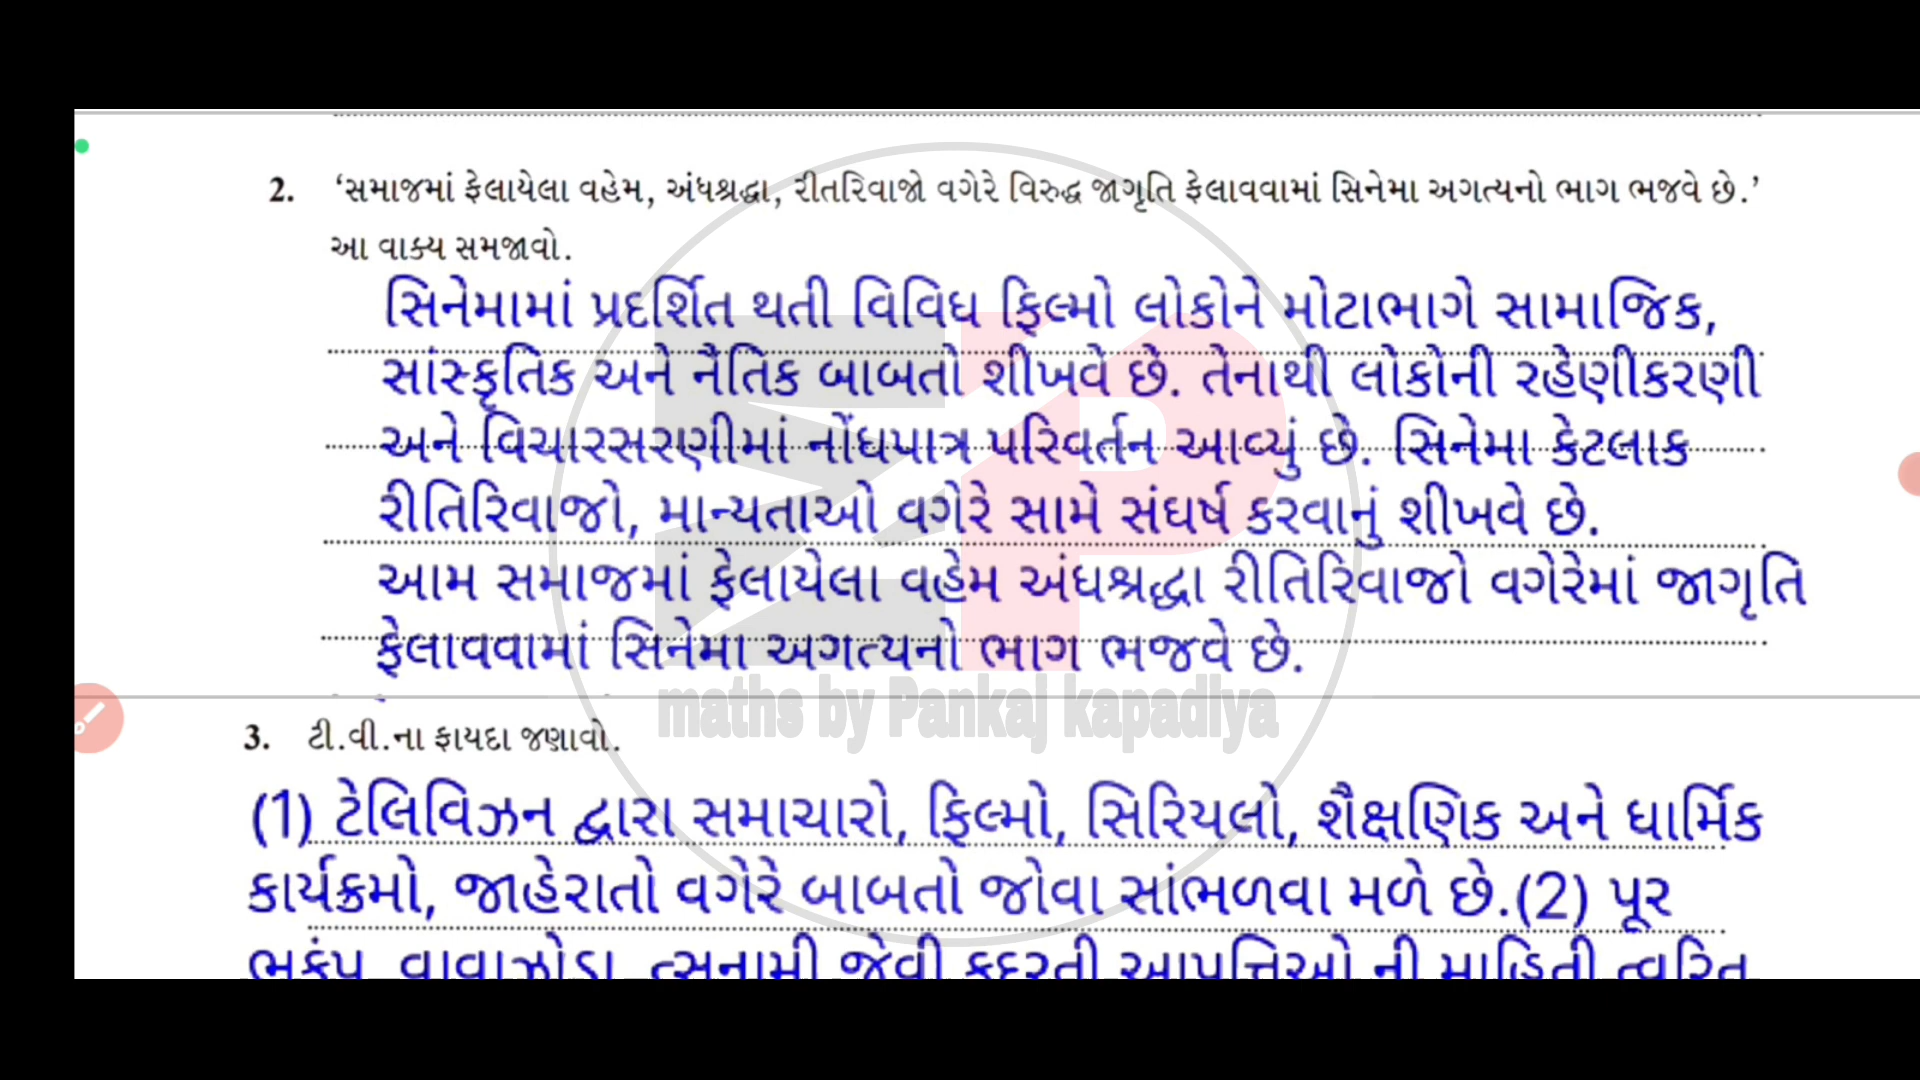 2. ‘સમાજમાં ફેલાયેલા વહેમ, અંધશ્રદ્ધા, રીતરિવાજો વગેરે વિરુદ્ધ જાગૃતિ ફેલાવવામાં સિનેમા અગત્યનો ભાગ ભજવે છે.’
આ વાક્ય સમજાવો.
સિનેમામાં પ્રદર્શિત થતી વિવિધ ફિલ્મો લોકોને મોટાભાગે સામાજિક,
સાંસ્કૃતિક અને નૈતિક બાબતો શીખવે છે. તેનાથી લોકોની રહેણીકરણી
અને વિચારસરણીમાં નોંધપાત્ર પરિવર્તન આવ્યું છે. સિનેમા કેટલાક
રીતિરિવાજો, માન્યતાઓ વગેરે સામે સંઘર્ષ કરવાનું શીખવે છે.
આમ સમાજમાં ફેલાયેલા વહેમ અંધશ્રદ્ધા રીતિરિવાજો વગેરેમાં જાગૃતિ
ફેલાવવામાં સિનેમા અગત્યનો ભાગ ભજવે છે.
maths by Pankaj kapadiya
3. ટી.વી.ના ફાયદા જણાવો.
(1) ટેલિવિઝન દ્વારા સમાચારો, ફિલ્મો, સિરિયલો, શૈક્ષણિક અને ધાર્મિક
કાર્યક્રમો, જાહેરાતો વગેરે બાબતો જોવા સાંભળવા મળે છે.(2) પૂર
ભૂકંપ વાવાઝોડા ત્સુનામી જેવી કુદરતી આપત્તિઓ ની માહિતી ત્વરિત